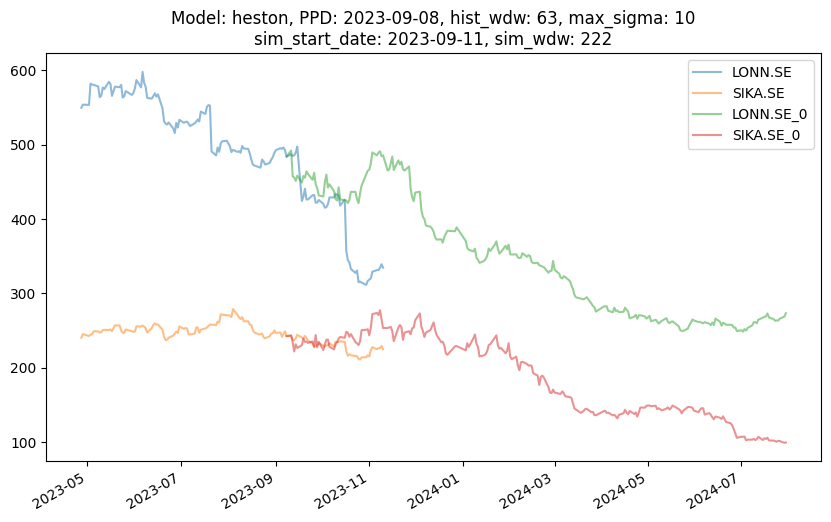 Model: heston, PPD: 2023-09-08, hist_wdw: 63, max_sigma: 10
sim_start_date: 2023-09-11, sim_wdw: 222
LONN.SE
SIKA.SE
LONN.SE_0
SIKA.SE_0
600
500
400
300
200
100
2023-05
2023-07
2023-09
2023-11
2024-01
2024-03
2024-05
2024-07